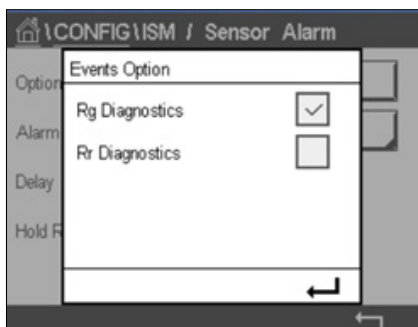 \CONFIG\ISM / Sensor Alarm
Events Option
Option
Rg Diagnostics
Alarm
Rr Diagnostics
Delay
Hold R